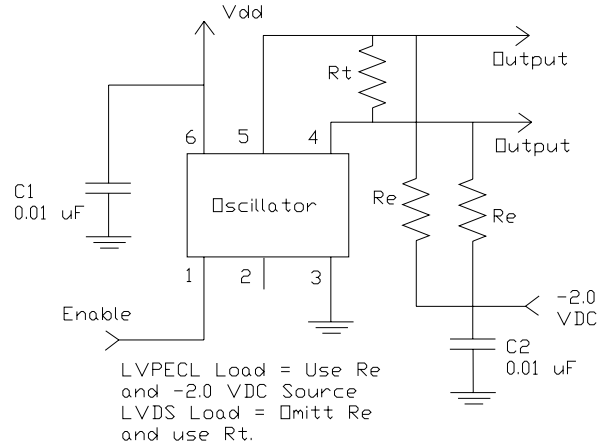 Vdd
Output
Rt
6 5 4
Output
C1
0.01 uF
Oscillator
Re
Re
1 2 3
-2.0
VDC
Enable
C2
0.01 uF
LVPECL Load = Use Re
and -2.0 VDC Source
LVDS Load = Omitt Re
and use Rt.